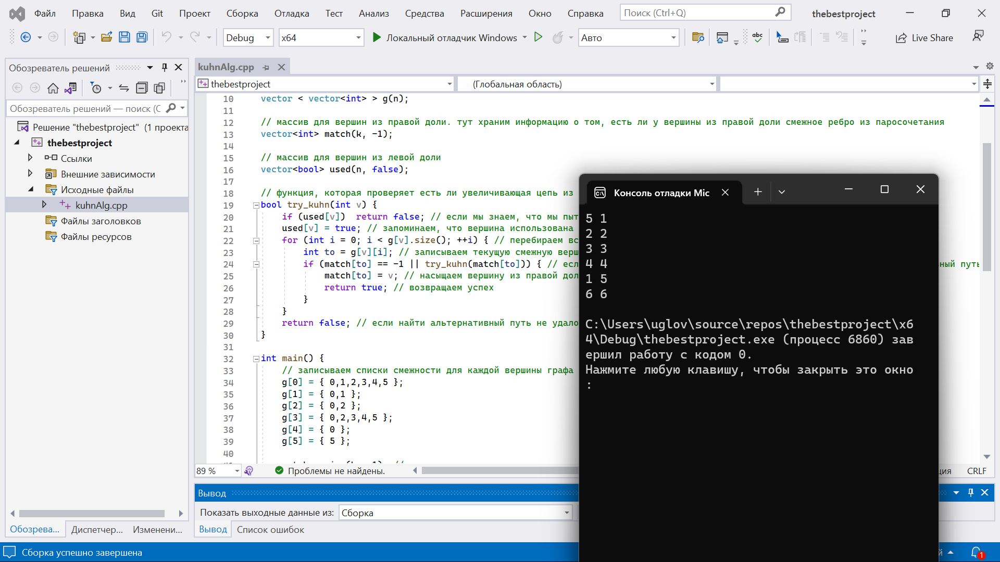 Файл Правка Вид Git Проект Сборка Отладка Тест Анализ Средства Расширения Окно Справка Поиск (Ctrl+Q) thebestproject
Debug x64 Локальный отладчик Windows Авто abc Live Share
Обозреватель решений
Обозреватель решений — поиск (C
Решение "thebestproject" (1 проекта
thebestproject
Ссылки
Внешние зависимости
Исходные файлы
kuhnAlg.cpp
Файлы заголовков
Файлы ресурсов
Обозрева... Диспетчер... Изменени...
kuhnAlg.cpp
thebestproject (Глобальная область)
10 vector < vector<int> > g(n);
11
12 // массив для вершин из правой доли. тут храним информацию о том, есть ли у вершины из правой доли смежное ребро из паросочетания
13 vector<int> match(k, -1);
14
15 // массив для вершин из левой доли
16 vector<bool> used(n, false);
17
18 // функция, которая проверяет есть ли увеличивающая цепь из
19 bool try_kuhn(int v) {
20 if (used[v]) return false; // если мы знаем, что мы пыт
21 used[v] = true; // запоминаем, что вершина использована
22 for (int i = 0; i < g[v].size(); ++i) { // перебираем вс
23 int to = g[v][i]; // записываем текущую смежную верш
24 if (match[to] == -1 || try_kuhn(match[to])) { // есл ный путь
25 match[to] = v; // насыщаем вершину из правой дол
26 return true; // возвращаем успех
27 }
28 }
29 return false; // если найти альтернативный путь не удало
30 }
31
32 int main() {
33 // записываем списки смежности для каждой вершины графа
34 g[0] = { 0,1,2,3,4,5 };
35 g[1] = { 0,1 };
36 g[2] = { 0,2 };
37 g[3] = { 0,2,3,4,5 };
38 g[4] = { 0 };
39 g[5] = { 5 };
40
89 % Проблемы не найдены. ция CRLF
Вывод
Показать выходные данные из: Сборка
Вывод Список ошибок
Консоль отладки Mic
5 1
2 2
3 3
4 4
1 5
6 6
C:\Users\uglov\source\repos\thebestproject\x6
4\Debug\thebestproject.exe (процесс 6860) зав
ершил работу с кодом 0.
Нажмите любую клавишу, чтобы закрыть это окно
:
Сборка успешно завершена й 1